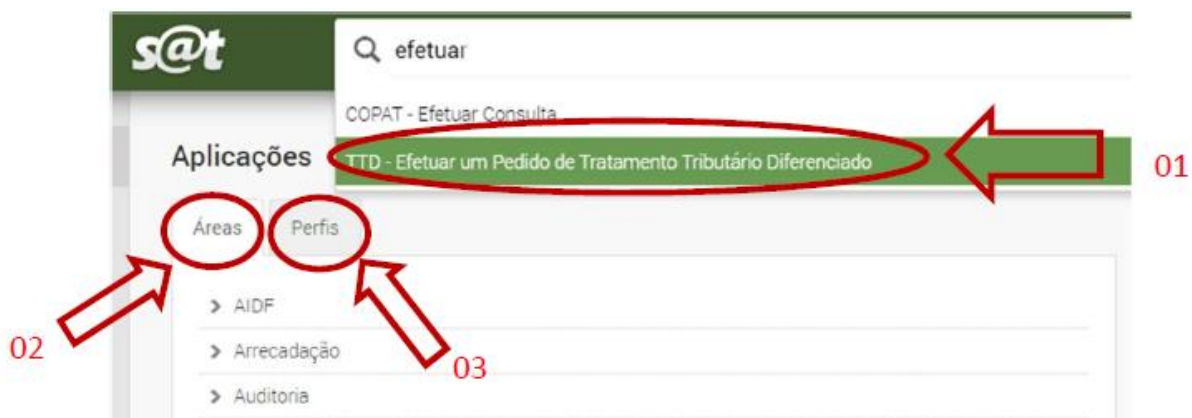 s@t
efetuar
COPAT - Efetuar Consulta
Aplicações
TTD - Efetuar um Pedido de Tratamento Tributário Diferenciado
01
Áreas
Perfis
AIDF
02
Arrecadação
03
Auditoria